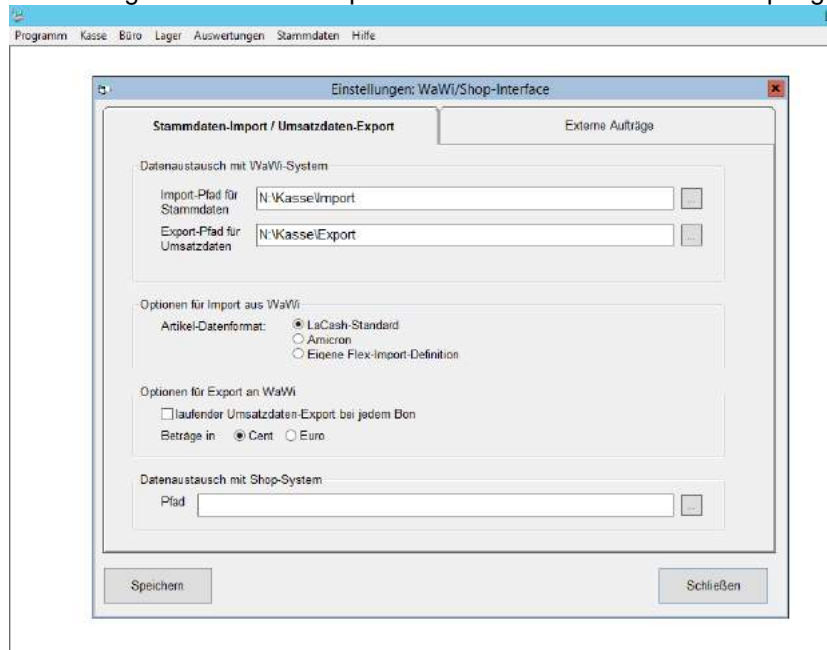 Programm Kasse Büro Lager Auswertungen Stammdaten Hilfe
Einstellungen: WaWi/Shop-Interface
Stammdaten-Import / Umsatzdaten-Export
Externe Aufträge
Datenaustausch mit WaWi-System
Import-Pfad für
Stammdaten
N:\Kasse\Import
...
Export-Pfad für
Umsatzdaten
N:\Kasse\Export
...
Optionen für Import aus WaWi
Artikel-Datenformat:
LaCash-Standard
Amicron
Eigene Flex-Import-Definition
Optionen für Export an WaWi
laufender Umsatzdaten-Export bei jedem Bon
Beträge in Cent Euro
Datenaustausch mit Shop-System
Pfad
...
Speichern
Schließen